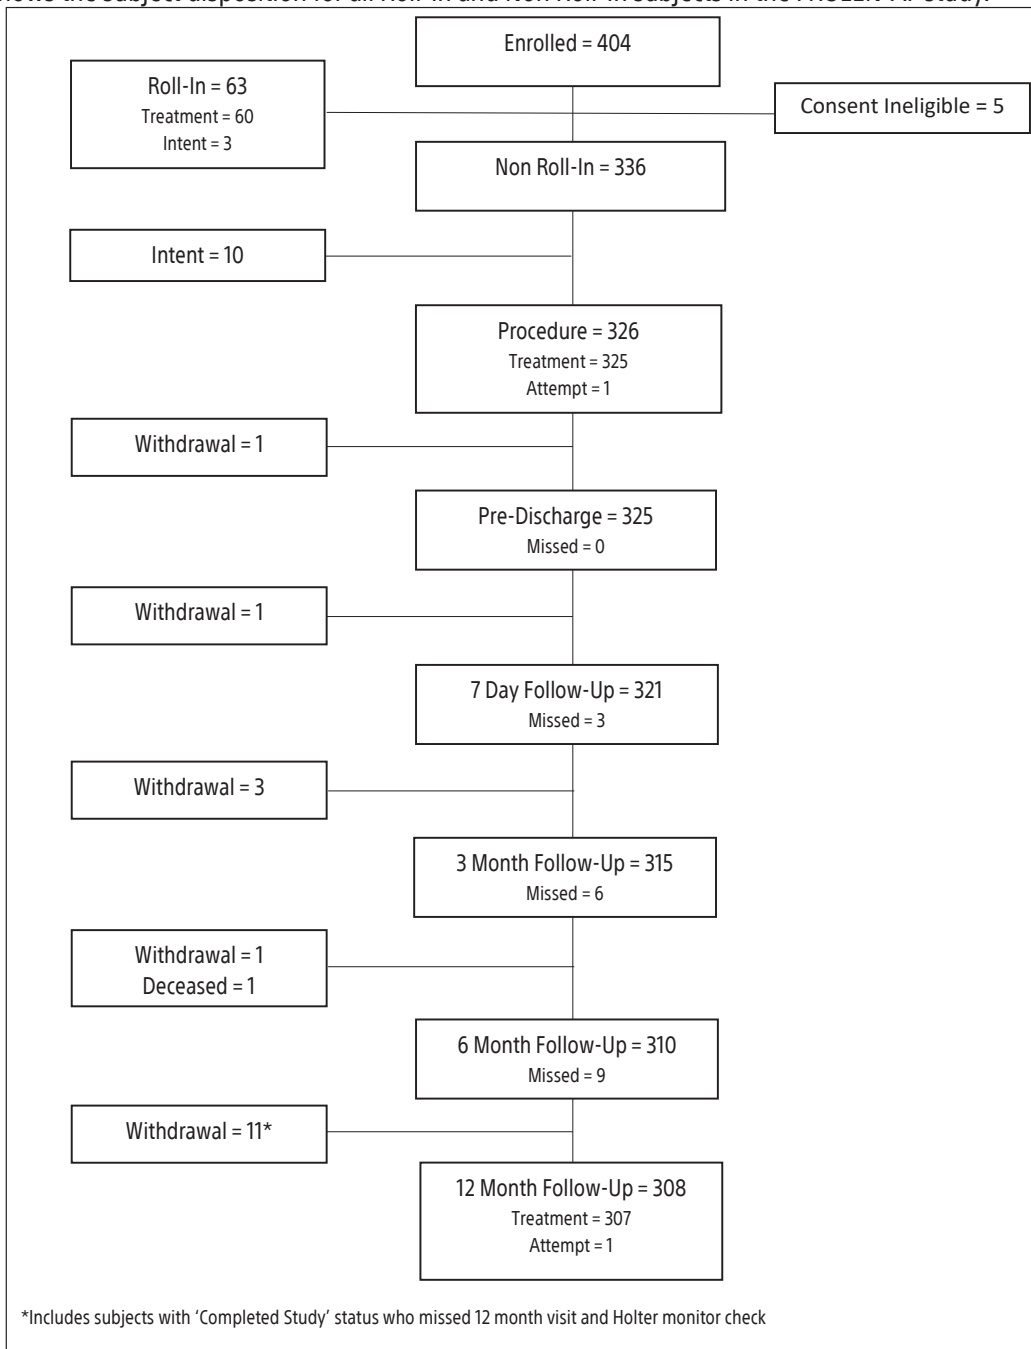 Enrolled = 404
Roll-In = 63
Treatment = 60
Intent = 3
Consent Ineligible = 5
Non Roll-In = 336
Intent = 10
Procedure = 326
Treatment = 325
Attempt = 1
Withdrawal = 1
Pre-Discharge = 325
Missed = 0
Withdrawal = 1
7 Day Follow-Up = 321
Missed = 3
Withdrawal = 3
3 Month Follow-Up = 315
Missed = 6
Withdrawal = 1
Deceased = 1
6 Month Follow-Up = 310
Missed = 9
Withdrawal = 11*
12 Month Follow-Up = 308
Treatment = 307
Attempt = 1
*Includes subjects with ‘Completed Study’ status who missed 12 month visit and Holter monitor check